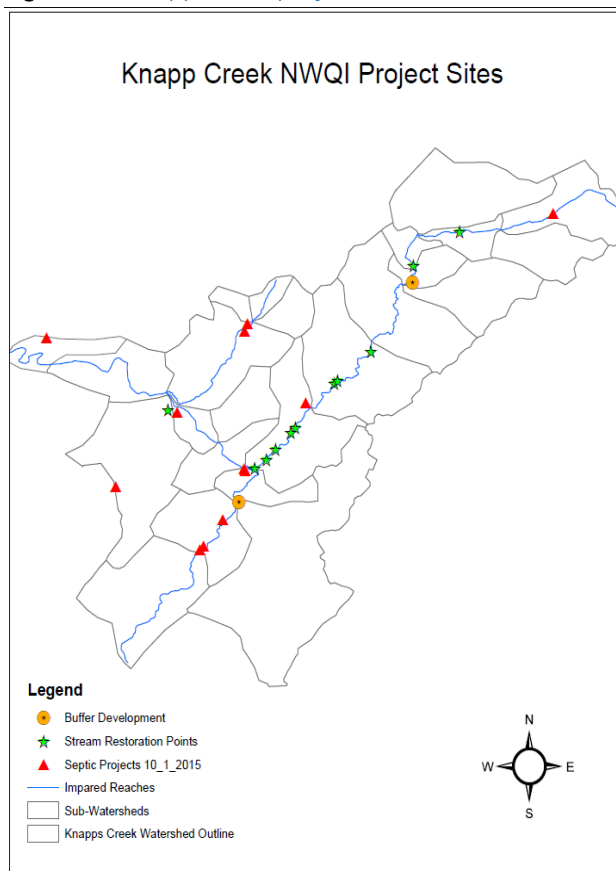 Knapp Creek NWQI Project Sites
Legend
Buffer Development
Stream Restoration Points
Septic Projects 10_1_2015
Impared Reaches
Sub-Watersheds
Knapps Creek Watershed Outline
N
W
E
S